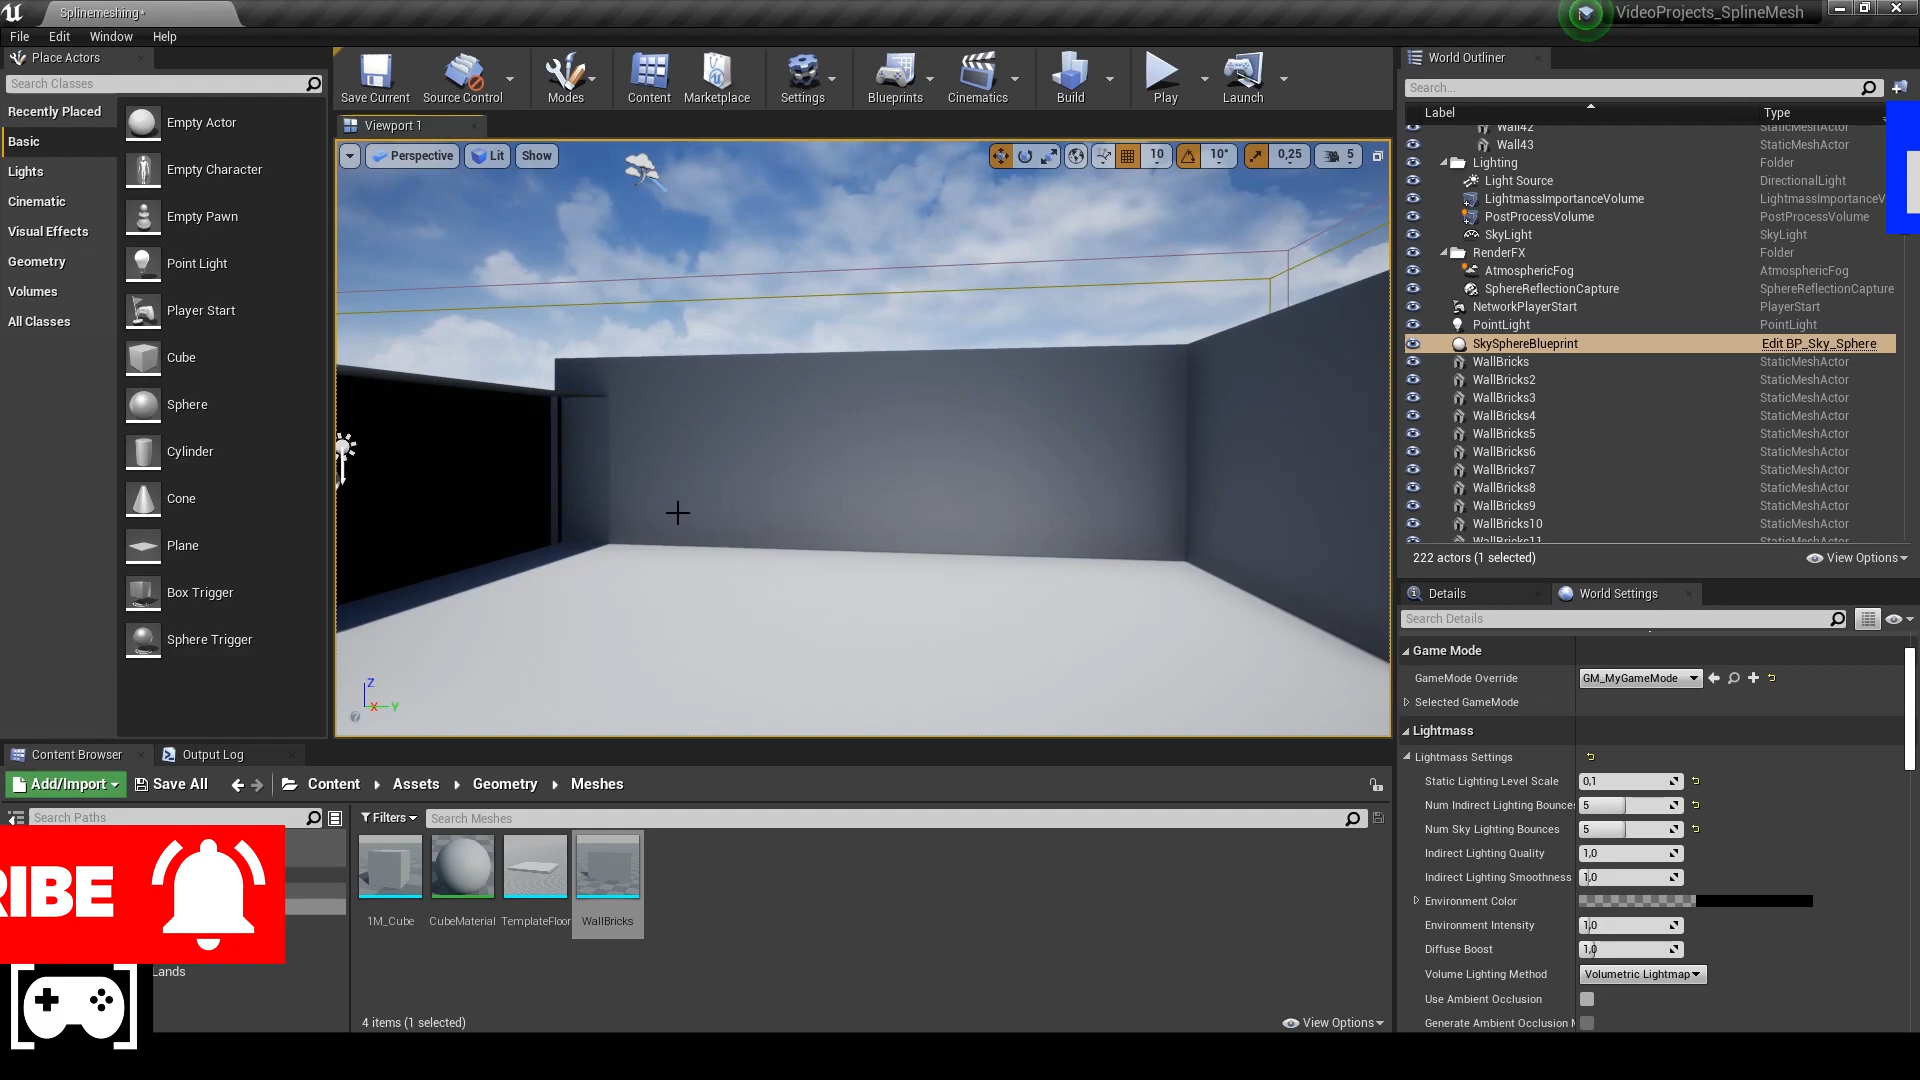 Splinemeshing*
VideoProjects_SplineMesh
File Edit Window Help
Place Actors
Search Classes
Recently Placed
Basic
Lights
Cinematic
Visual Effects
Geometry
Volumes
All Classes
Empty Actor
Empty Character
Empty Pawn
Point Light
Player Start
Cube
Sphere
Cylinder
Cone
Plane
Box Trigger
Sphere Trigger
Save Current Source Control Modes Content Marketplace Settings Blueprints Cinematics Build Play Launch
Viewport 1
Perspective Lit Show 10 10° 0,25 5
Z
X Y
World Outliner
Search...
Label Type
Wall42 StaticMeshActor
Wall43 StaticMeshActor
Lighting Folder
Light Source DirectionalLight
LightmassImportanceVolume LightmassImportanceV
PostProcessVolume PostProcessVolume
SkyLight SkyLight
RenderFX Folder
AtmosphericFog AtmosphericFog
SphereReflectionCapture SphereReflectionCapture
NetworkPlayerStart PlayerStart
PointLight PointLight
SkySphereBlueprint Edit BP_Sky_Sphere
WallBricks StaticMeshActor
WallBricks2 StaticMeshActor
WallBricks3 StaticMeshActor
WallBricks4 StaticMeshActor
WallBricks5 StaticMeshActor
WallBricks6 StaticMeshActor
WallBricks7 StaticMeshActor
WallBricks8 StaticMeshActor
WallBricks9 StaticMeshActor
WallBricks10 StaticMeshActor
WallBricks11 StaticMeshActor
222 actors (1 selected) View Options
Details World Settings
Search Details
Game Mode
GameMode Override GM_MyGameMode
Selected GameMode
Lightmass
Lightmass Settings
Static Lighting Level Scale 0,1
Num Indirect Lighting Bounces 5
Num Sky Lighting Bounces 5
Indirect Lighting Quality 1,0
Indirect Lighting Smoothness 1,0
Environment Color
Environment Intensity 1,0
Diffuse Boost 1,0
Volume Lighting Method Volumetric Lightmap
Use Ambient Occlusion
Generate Ambient Occlusion M
Content Browser Output Log
Add/Import Save All Content Assets Geometry Meshes
Search Paths
Filters Search Meshes
1M_Cube CubeMaterial TemplateFloor WallBricks
RIBE
Lands
4 items (1 selected) View Options